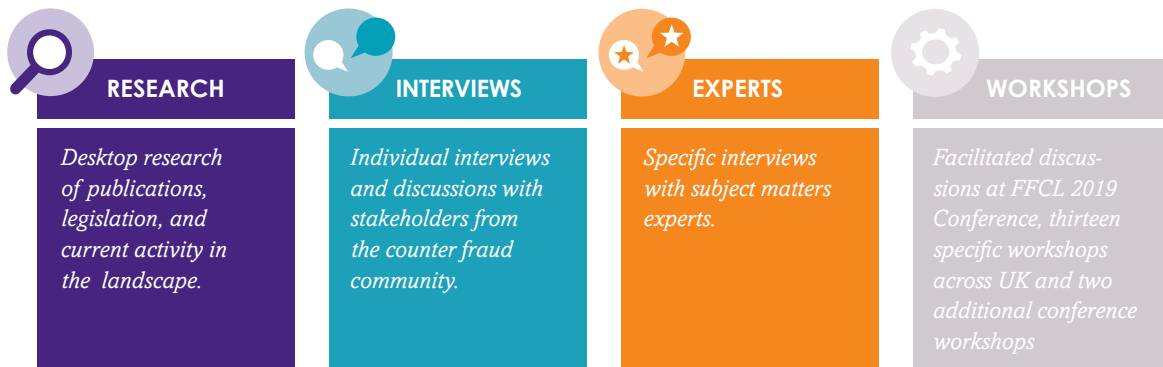 RESEARCH
Desktop research
of publications,
legislation, and
current activity in
the landscape.
INTERVIEWS
Individual interviews
and discussions with
stakeholders from
the counter fraud
community.
EXPERTS
Specific interviews
with subject matters
experts.
WORKSHOPS
Facilitated discus-
sions at FFCL 2019
Conference, thirteen
specific workshops
across UK and two
additional conference
workshops